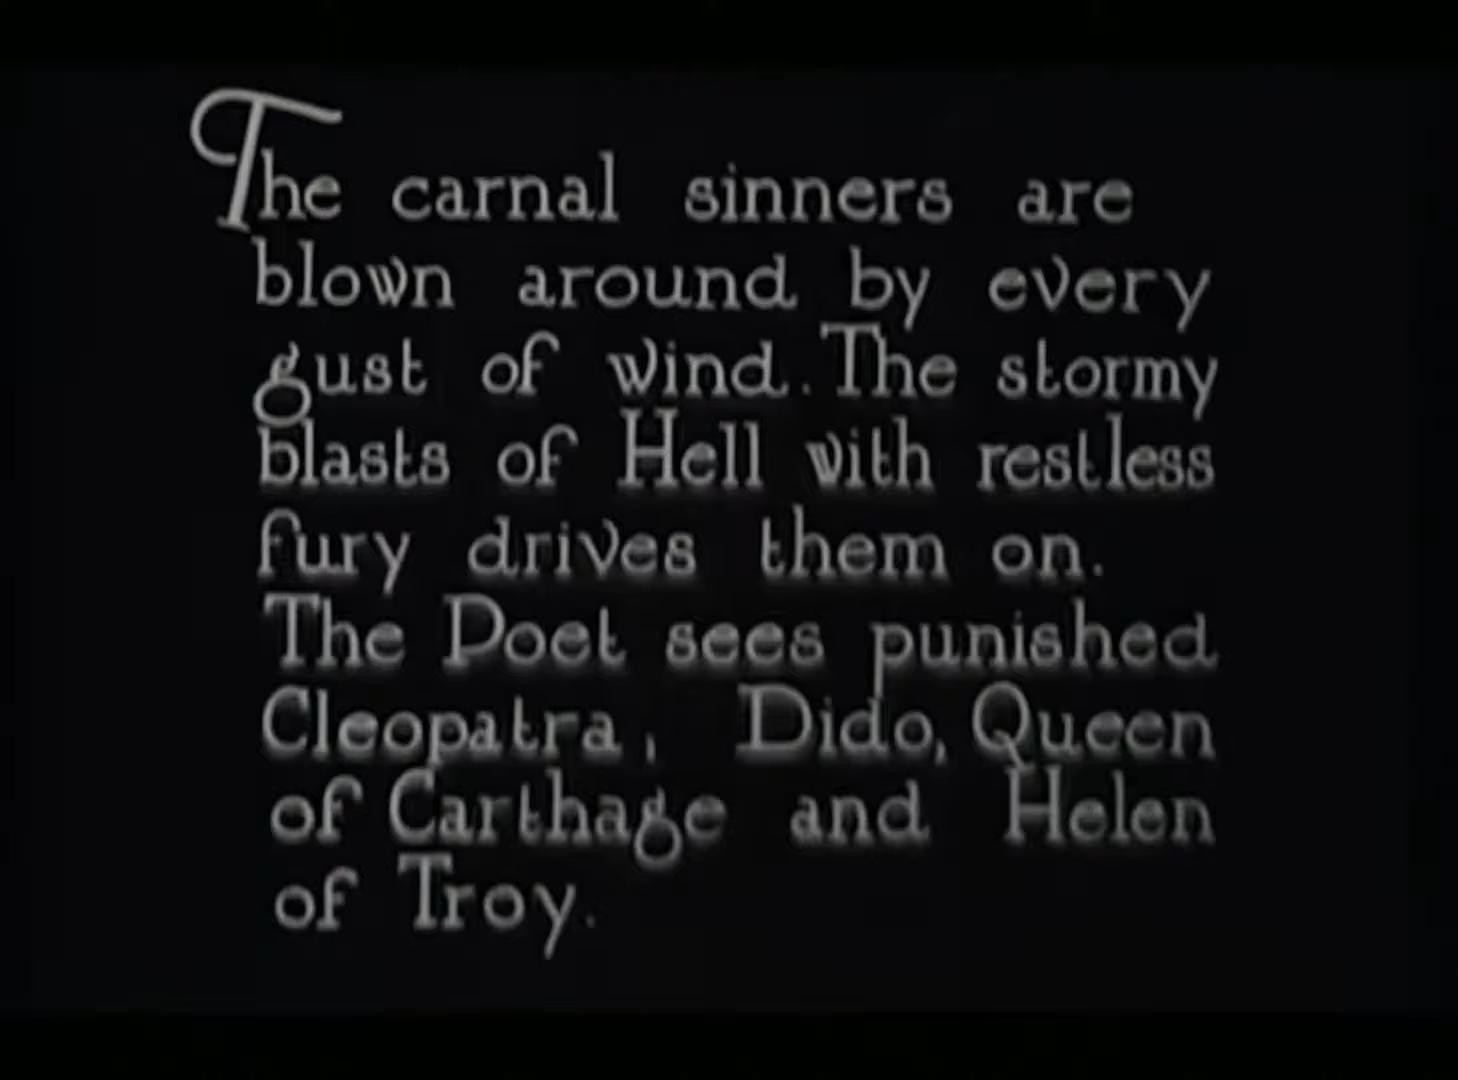 The carnal sinners are
blown around by every
gust of wind. The stormy
blasts of Hell with restless
fury drives them on.
The Poet sees punished
Cleopatra, Dido, Queen
of Carthage and Helen
of Troy.